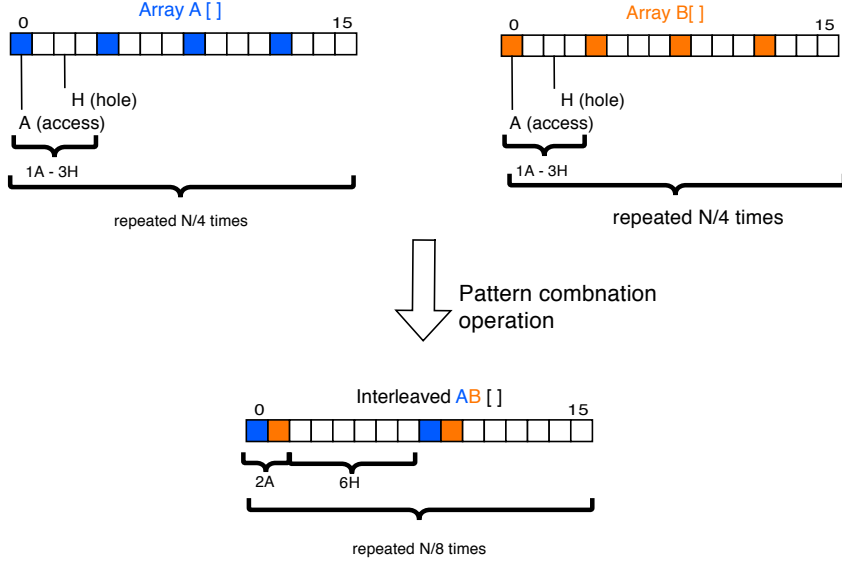 Array A [ ]
0
15
H (hole)
A (access)
1A - 3H
repeated N/4 times
Array B[ ]
0
15
H (hole)
A (access)
1A - 3H
repeated N/4 times
Pattern combnation
operation
Interleaved AB [ ]
0
15
2A
6H
repeated N/8 times